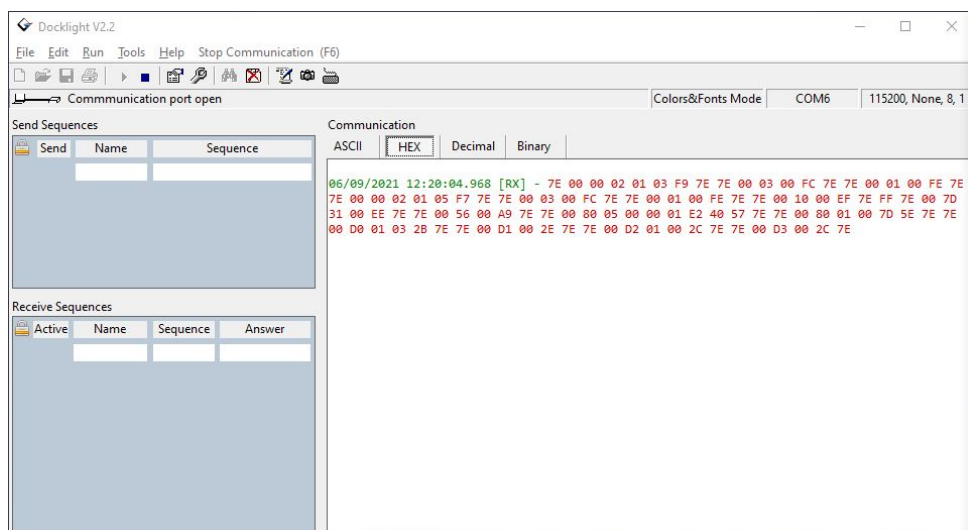 Docklight V2.2
File Edit Run Tools Help Stop Communication (F6)
Commmunication port open Colors&Fonts Mode COM6 115200, None, 8, 1
Send Sequences
Send Name Sequence
Receive Sequences
Active Name Sequence Answer
Communication
ASCII HEX Decimal Binary
06/09/2021 12:20:04.968 [RX] - 7E 00 00 02 01 03 F9 7E 7E 00 03 00 FC 7E 7E 00 01 00 FE 7E
7E 00 00 02 01 05 F7 7E 7E 00 03 00 FC 7E 7E 00 01 00 FE 7E 7E 00 10 00 EF 7E FF 7E 00 7D
31 00 EE 7E 7E 00 56 00 A9 7E 7E 00 80 05 00 00 01 E2 40 57 7E 7E 00 80 01 00 7D 5E 7E 7E
00 D0 01 03 2B 7E 7E 00 D1 00 2E 7E 7E 00 D2 01 00 2C 7E 7E 00 D3 00 2C 7E